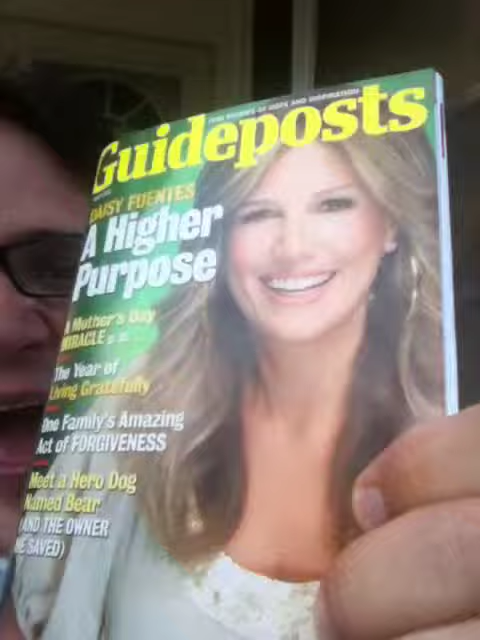 TRUE STORIES OF HOPE AND INSPIRATION
Guideposts
DAISY FUENTES
A Higher
Purpose
A Mother's Day
MIRACLE
The Year of
Living Gratefully
One Family's Amazing
Act of FORGIVENESS
Meet a Hero Dog
Named Bear
(AND THE OWNER
HE SAVED)